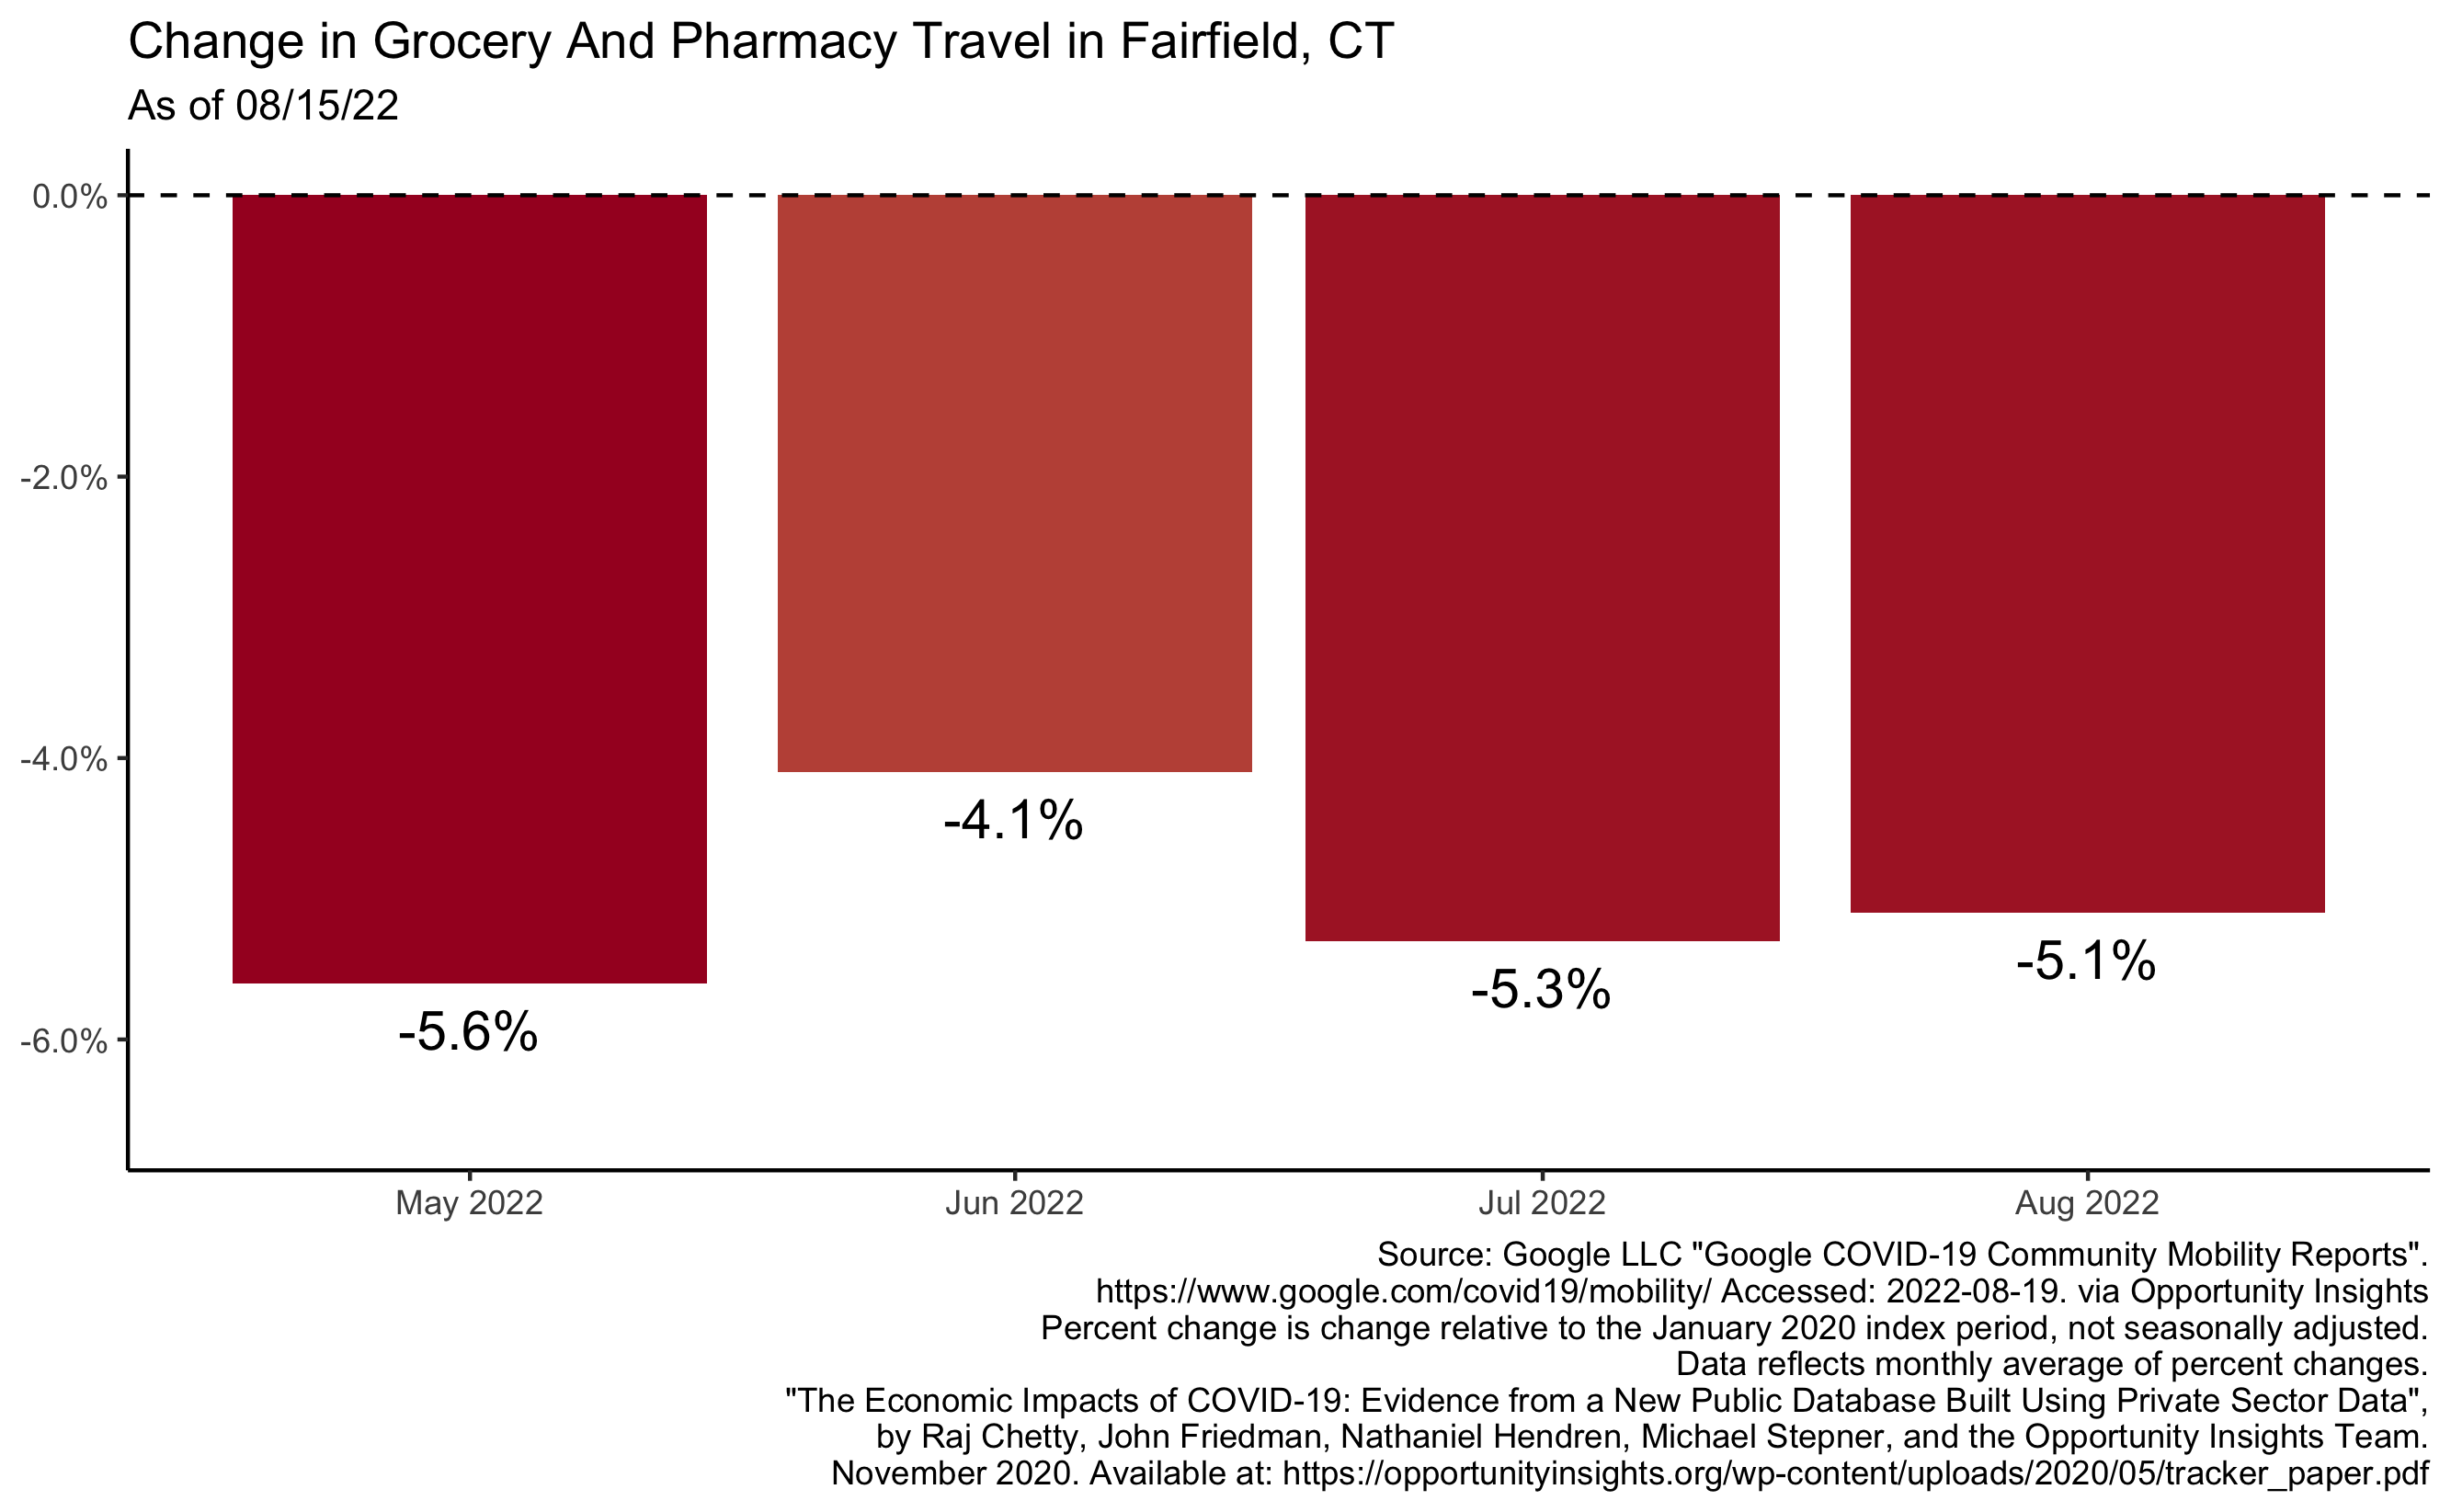 Change in Grocery And Pharmacy Travel in Fairfield, CT
As of 08/15/22
0.0%
-2.0%
-4.0%
-6.0%
-5.6%
-4.1%
-5.3%
-5.1%
May 2022
Jun 2022
Jul 2022
Aug 2022
Source: Google LLC "Google COVID-19 Community Mobility Reports".
https://www.google.com/covid19/mobility/ Accessed: 2022-08-19. via Opportunity Insights
Percent change is change relative to the January 2020 index period, not seasonally adjusted.
Data reflects monthly average of percent changes.
"The Economic Impacts of COVID-19: Evidence from a New Public Database Built Using Private Sector Data",
by Raj Chetty, John Friedman, Nathaniel Hendren, Michael Stepner, and the Opportunity Insights Team.
November 2020. Available at: https://opportunityinsights.org/wp-content/uploads/2020/05/tracker_paper.pdf